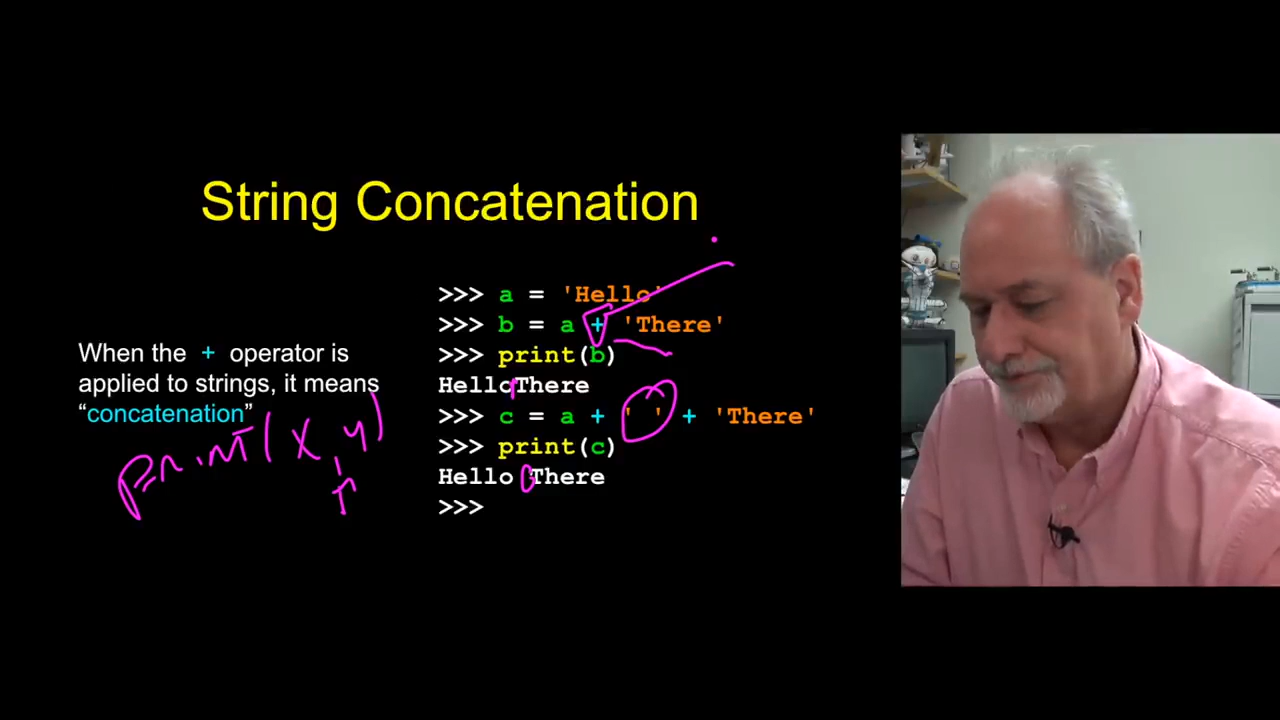 String Concatenation
When the + operator is
applied to strings, it means
“concatenation”
print(x, y)
>>> a = 'Hello'
>>> b = a + 'There'
>>> print(b)
HelloThere
>>> c = a + ' ' + 'There'
>>> print(c)
Hello There
>>>